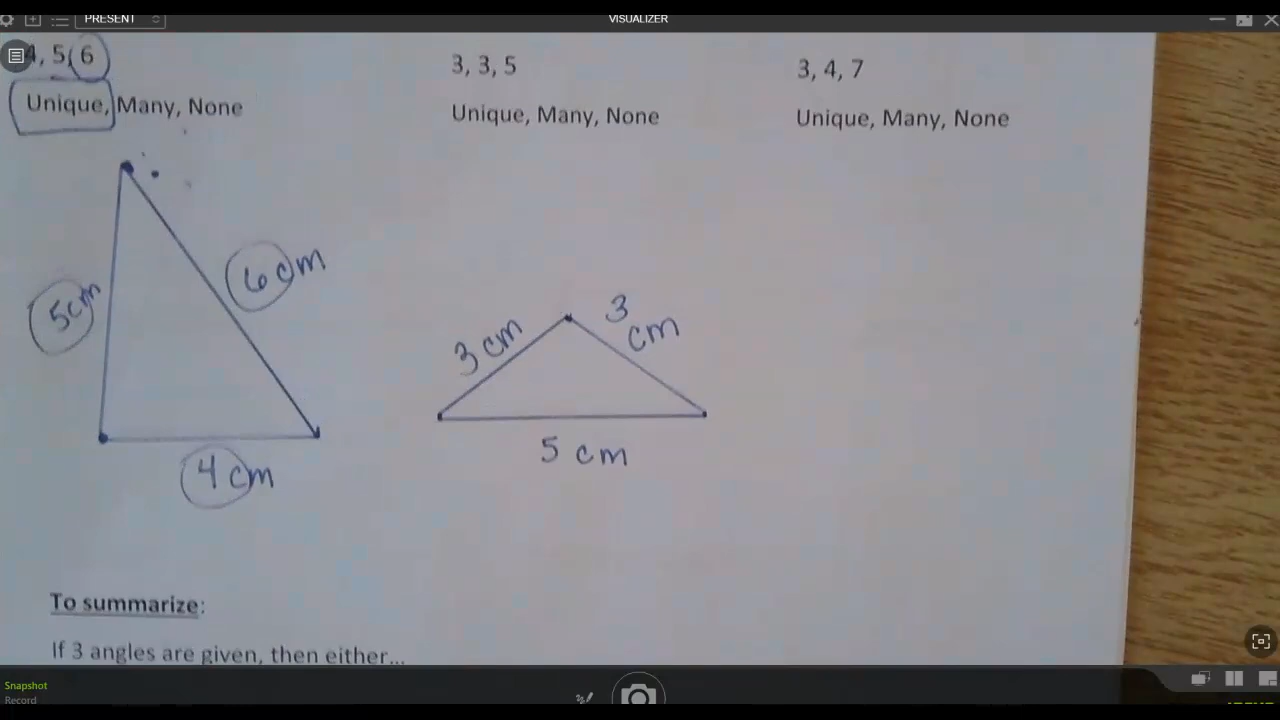 PRESENT
VISUALIZER
4, 5, 6
Unique, Many, None
3, 3, 5
Unique, Many, None
3, 4, 7
Unique, Many, None
5cm
6cm
4cm
3 cm
3
cm
5 cm
To summarize:
If 3 angles are given, then either...
Snapshot
Record